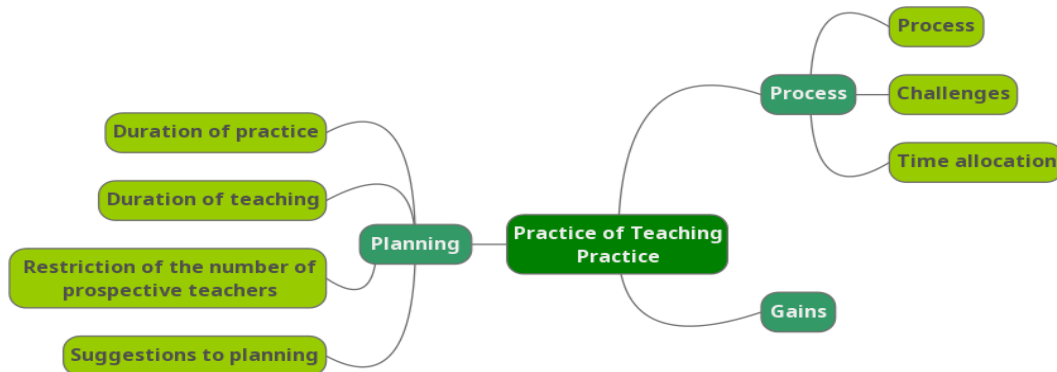 Process
Process
Challenges
Time allocation
Duration of practice
Duration of teaching
Planning
Restriction of the number of
prospective teachers
Suggestions to planning
Practice of Teaching
Practice
Gains